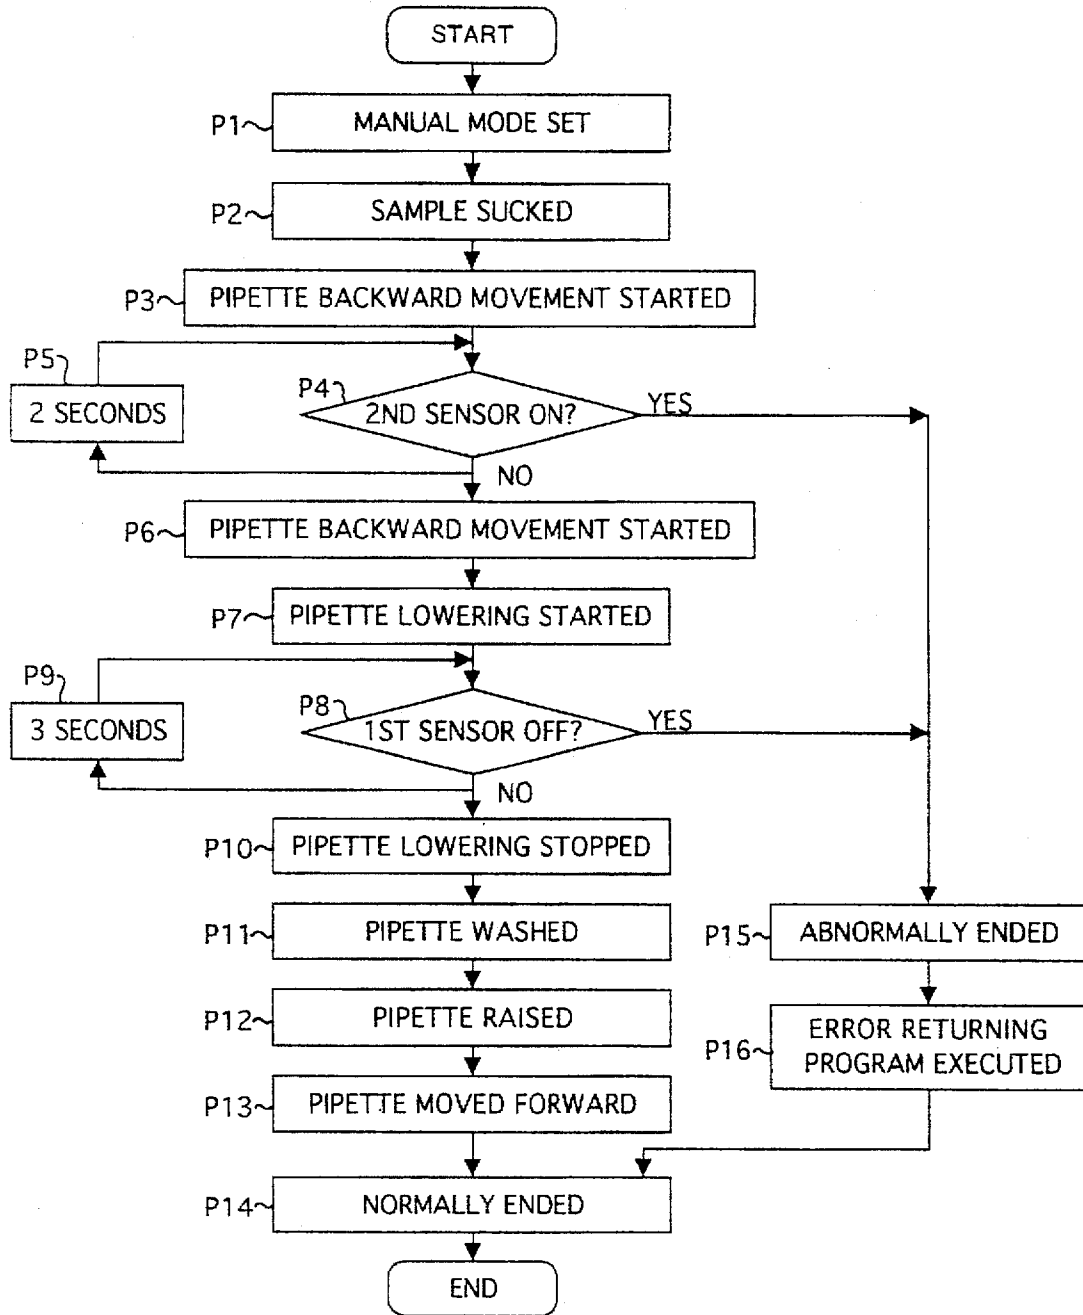 START
P1
MANUAL MODE SET
P2
SAMPLE SUCKED
P3
PIPETTE BACKWARD MOVEMENT STARTED
P5
2 SECONDS
P4
2ND SENSOR ON?
YES
NO
P6
PIPETTE BACKWARD MOVEMENT STARTED
P7
PIPETTE LOWERING STARTED
P9
3 SECONDS
P8
1ST SENSOR OFF?
YES
NO
P10
PIPETTE LOWERING STOPPED
P11
PIPETTE WASHED
P15
ABNORMALLY ENDED
P12
PIPETTE RAISED
P16
ERROR RETURNING
PROGRAM EXECUTED
P13
PIPETTE MOVED FORWARD
P14
NORMALLY ENDED
END